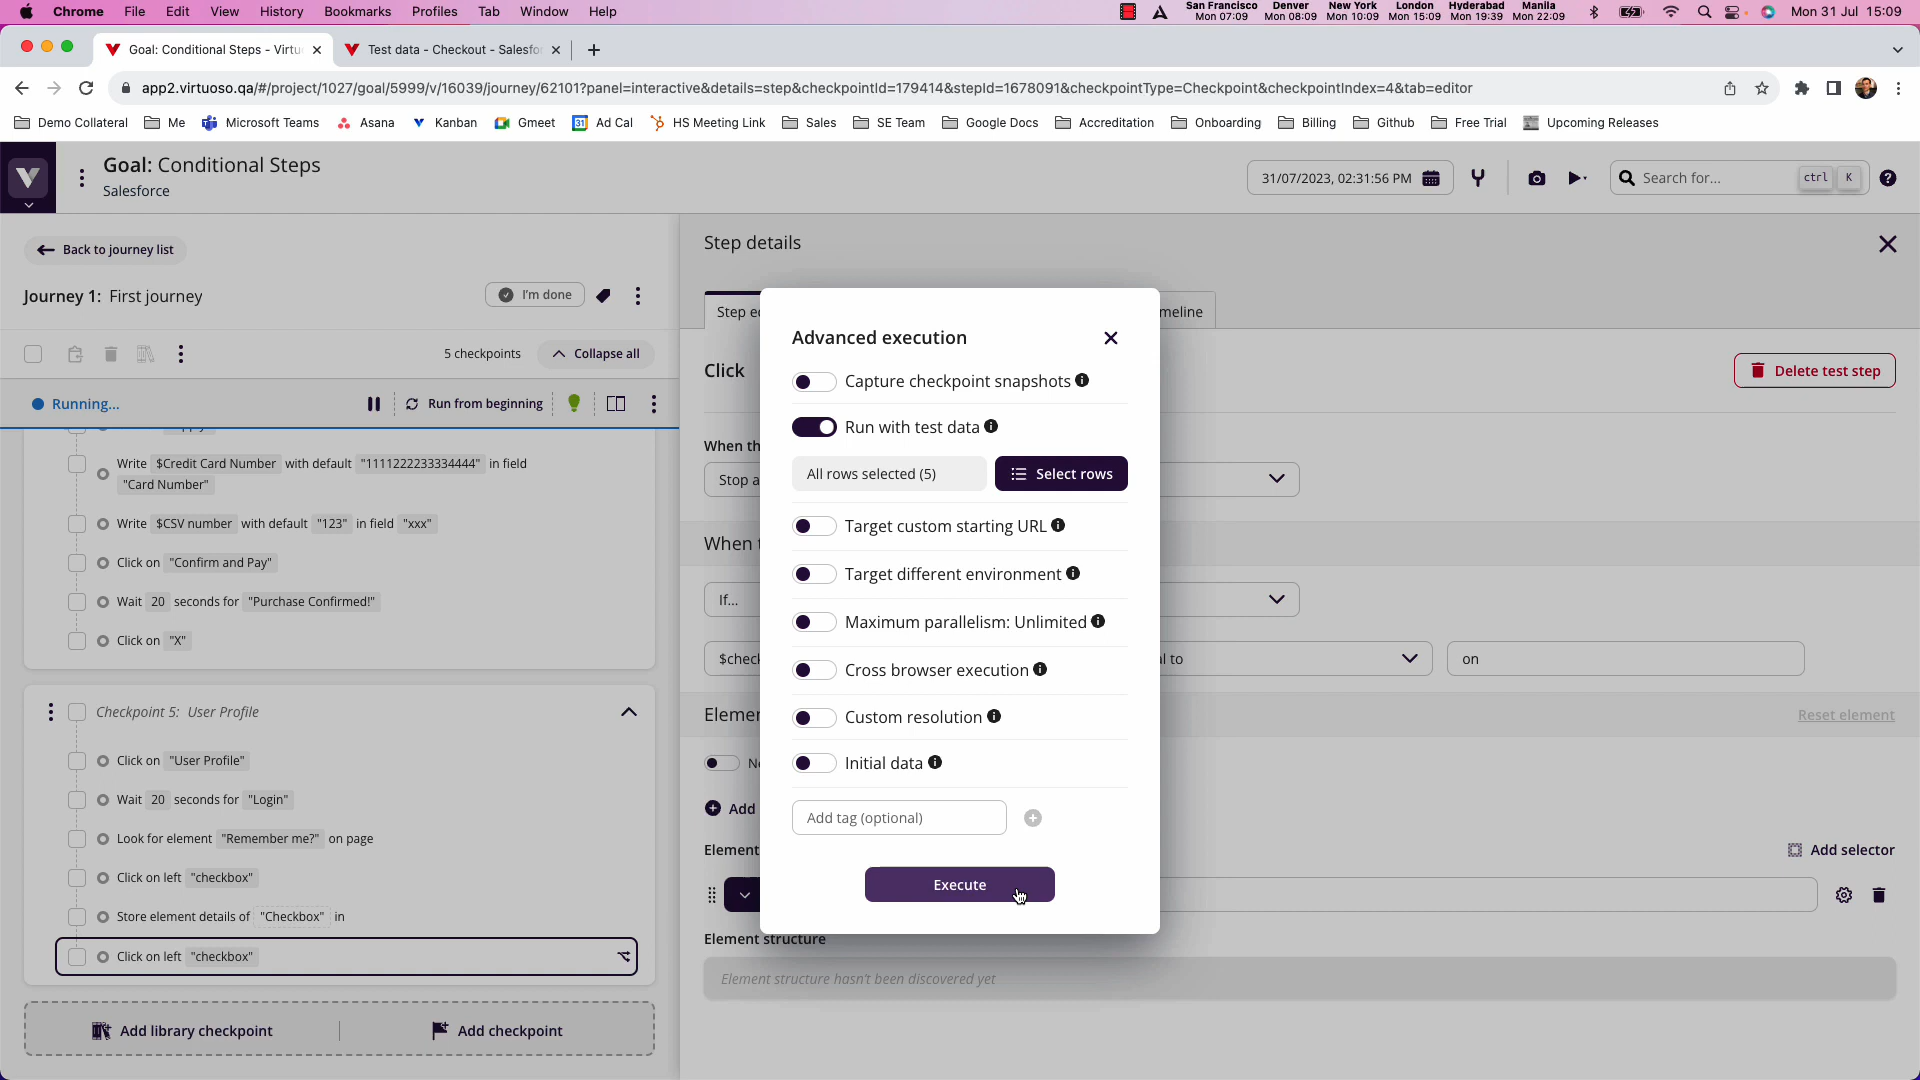 Chrome File Edit View History Bookmarks Profiles Tab Window Help
San Francisco Mon 07:09 Denver Mon 08:09 New York Mon 10:09 London Mon 15:09 Hyderabad Mon 19:39 Manila Mon 22:09 Mon 31 Jul 15:09
Goal: Conditional Steps - Virtu
Test data - Checkout - Salesfo
app2.virtuoso.qa/#/project/1027/goal/5999/v/16039/journey/62101?panel=interactive&details=step&checkpointId=179414&stepId=1678091&checkpointType=Checkpoint&checkpointIndex=4&tab=editor
Demo Collateral Me Microsoft Teams Asana Kanban Gmeet Ad Cal HS Meeting Link Sales SE Team Google Docs Accreditation Onboarding Billing Github Free Trial Upcoming Releases
Goal: Conditional Steps
Salesforce
31/07/2023, 02:31:56 PM
Search for... ctrl K
Back to journey list
Journey 1: First journey
I'm done
5 checkpoints
Collapse all
Running...
Run from beginning
Write $Credit Card Number with default "1111222233334444" in field
"Card Number"
Write $CSV number with default "123" in field "xxx"
Click on "Confirm and Pay"
Wait 20 seconds for "Purchase Confirmed!"
Click on "X"
Checkpoint 5: User Profile
Click on "User Profile"
Wait 20 seconds for "Login"
Look for element "Remember me?" on page
Click on left "checkbox"
Store element details of "Checkbox" in
Click on left "checkbox"
Add library checkpoint
Add checkpoint
Step details
Step e
meline
Click
Delete test step
When th
Stop a
When t
If...
$chec
l to
on
Elemen
Reset element
Ne
Add
Element
Add selector
Element structure
Element structure hasn't been discovered yet
Advanced execution
Capture checkpoint snapshots
Run with test data
All rows selected (5)
Select rows
Target custom starting URL
Target different environment
Maximum parallelism: Unlimited
Cross browser execution
Custom resolution
Initial data
Add tag (optional)
Execute